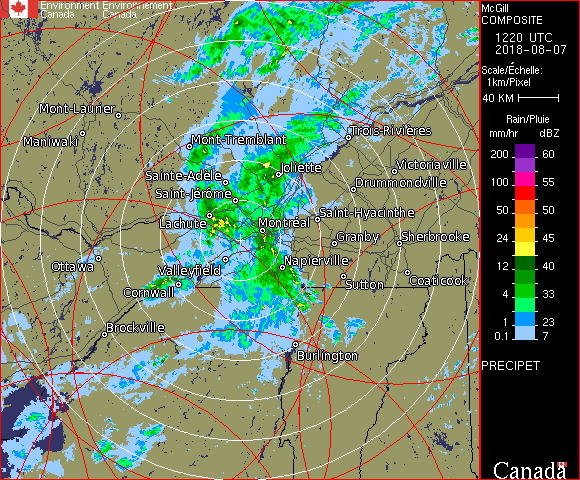 Environment Environnement
Canada Canada
McGill
COMPOSITE
1220 UTC
2018-08-07
Scale/Échelle:
1km/Pixel
40 KM
Rain/Pluie
mm/hr dBZ
200 60
100 55
50 50
24 45
12 40
4 33
1 23
0.1 7
PRECIPET
Canada
Mont-Laurier
Maniwaki
Mont-Tremblant
Trois-Rivières
Sainte-Adèle
Joliette
Victoriaville
Saint-Jérôme
Drummondville
Lachute
Montréal
Saint-Hyacinthe
Granby
Sherbrooke
Ottawa
Valleyfield
Napierville
Cornwall
Sutton
Coaticook
Brockville
Burlington